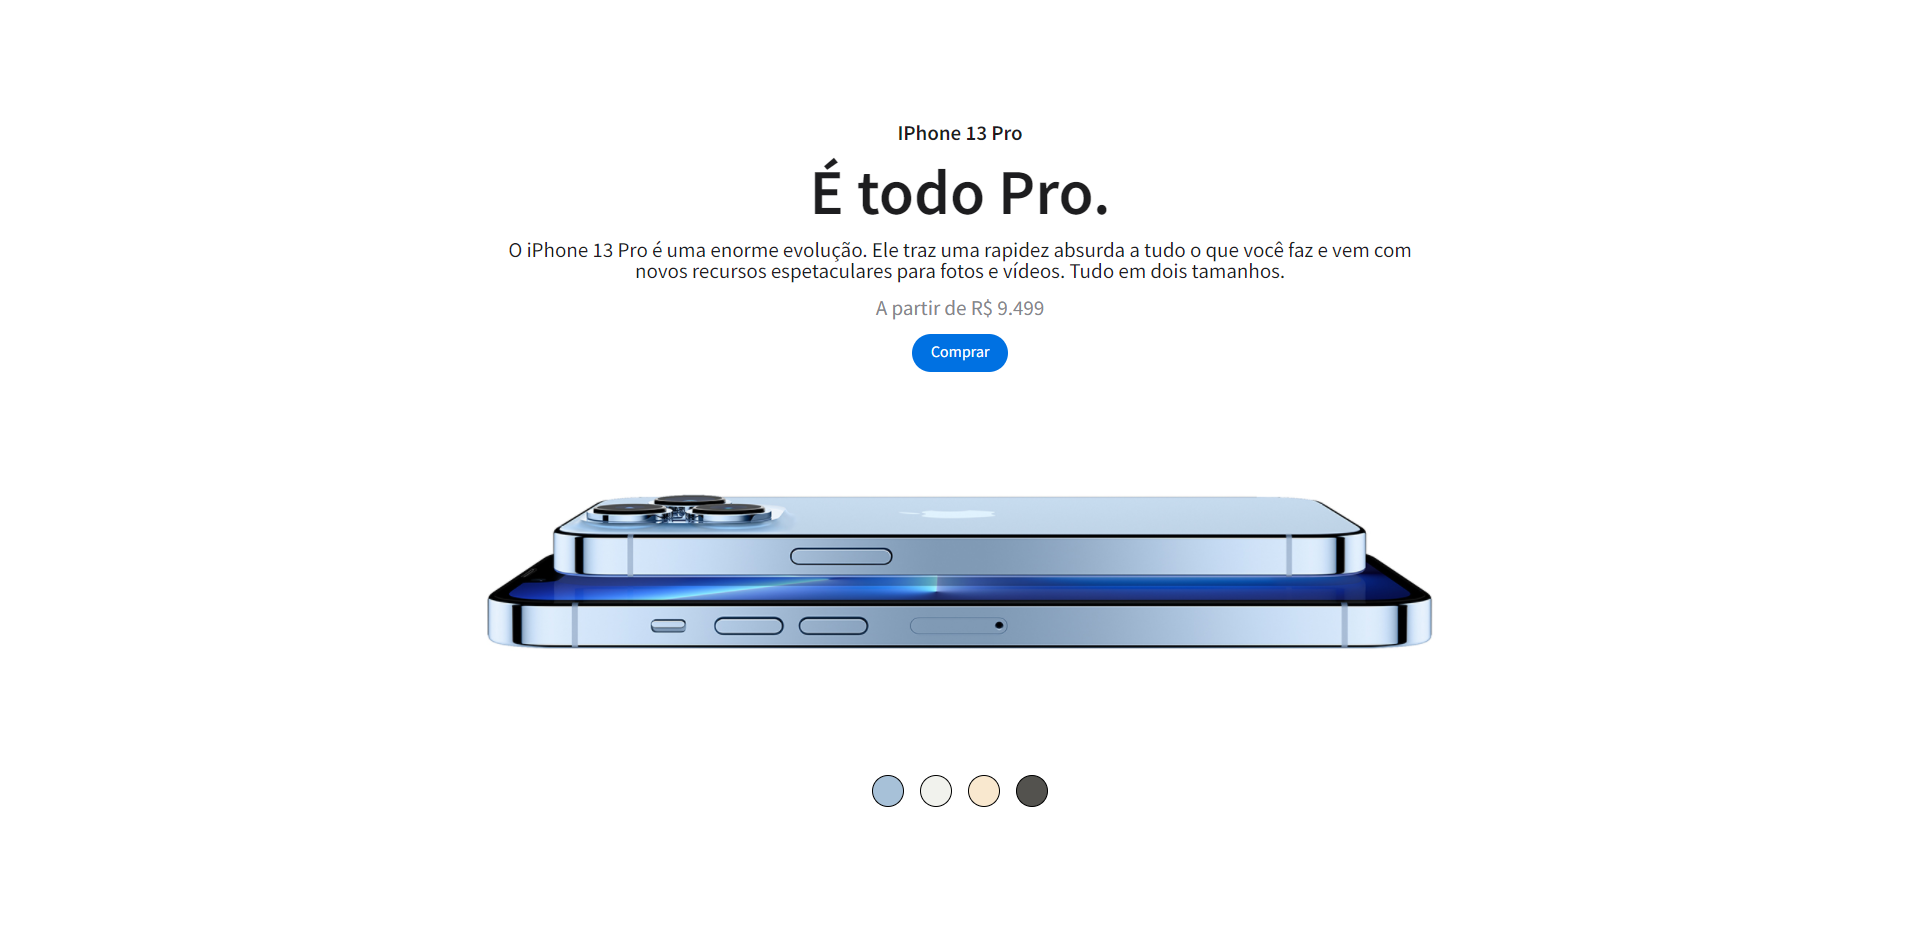 IPhone 13 Pro
É todo Pro.
O iPhone 13 Pro é uma enorme evolução. Ele traz uma rapidez absurda a tudo o que você faz e vem com
novos recursos espetaculares para fotos e vídeos. Tudo em dois tamanhos.
A partir de R$ 9.499
Comprar